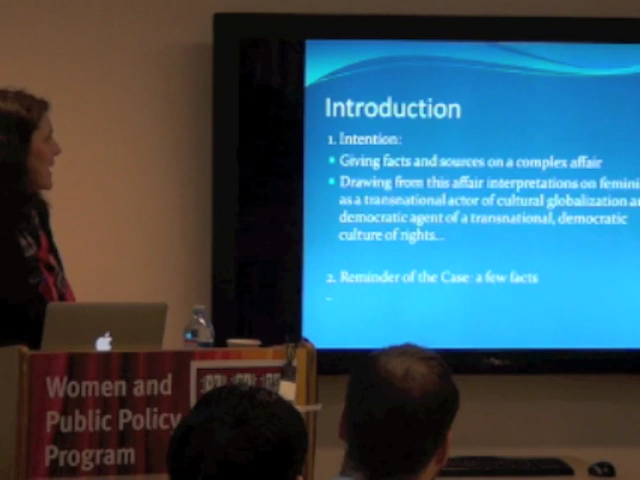 Introduction
1. Intention:
• Giving facts and sources on a complex affair
• Drawing from this affair interpretations on femini
as a transnational actor of cultural globalization a
democratic agent of a transnational, democratic
culture of rights...
2. Reminder of the Case: a few facts
-
Women and
Public Policy
Program